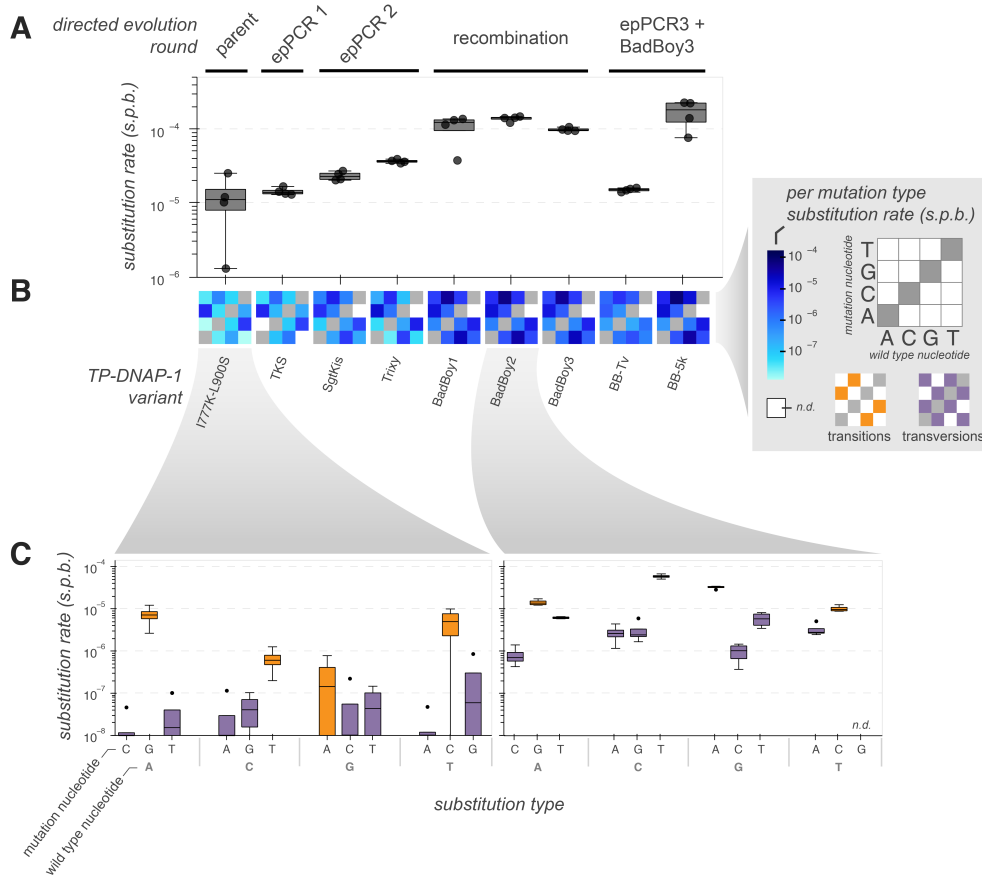 A
directed evolution
round
parent
epPCR 1
epPCR 2
recombination
epPCR3 +
BadBoy3
substitution rate (s.p.b.)
10 −4
10 −5
10 −6
per mutation type
substitution rate (s.p.b.)
10 −4
10 −5
10 −6
10 −7
n.d.
mutation nucleotide
T
G
C
A
A C G T
wild type nucleotide
transitions
transversions
B
TP-DNAP-1
variant
I777K-L900S
TKS
SgtKis
Trixy
BadBoy1
BadBoy2
BadBoy3
BB-Tv
BB-5k
C
substitution rate (s.p.b.)
10−4
10−5
10−6
10−7
10−8
n.d.
C G T A G T A C T A C G C G T A G T A C T A C G
A C G T A C G T
mutation nucleotide
wild type nucleotide
substitution type